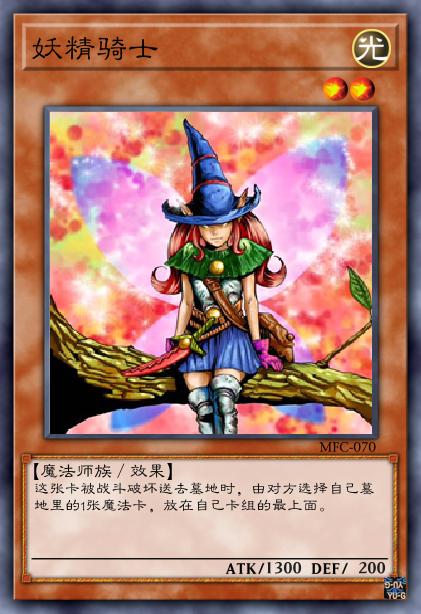 妖精骑士
光
MFC-070
【魔法师族／效果】
这张卡被战斗破坏送去墓地时，由对方选择自己墓
地里的1张魔法卡，放在自己卡组的最上面。
ATK/1300 DEF/ 200
YU-G